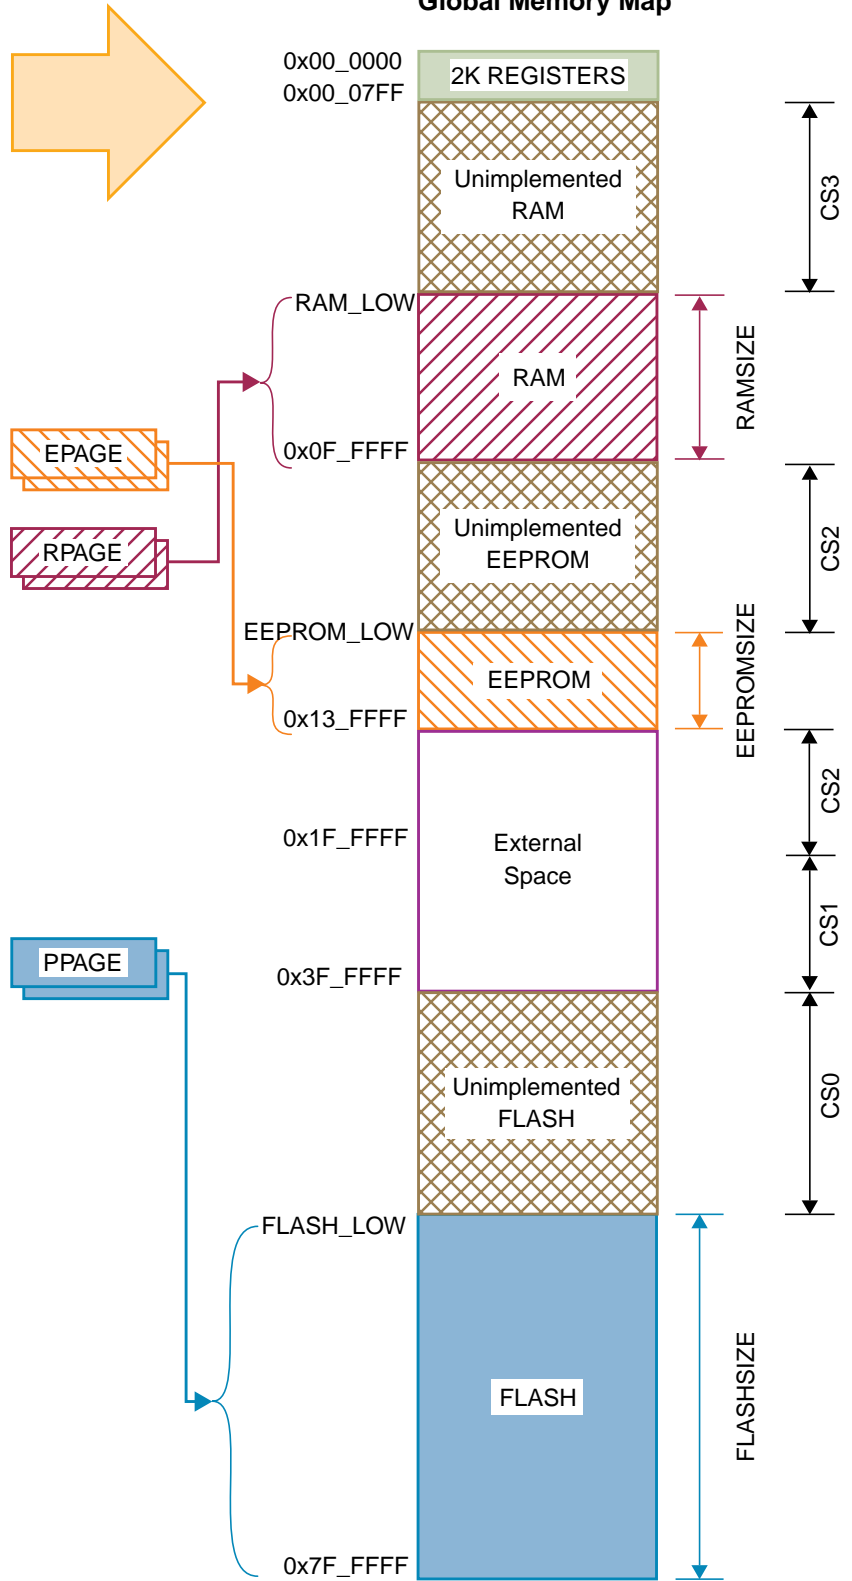 Global Memory Map
0x00_0000
2K REGISTERS
0x00_07FF
Unimplemented
RAM
CS3
RAM_LOW
RAM
RAMSIZE
0x0F_FFFF
EPAGE
RPAGE
Unimplemented
EEPROM
CS2
EEPROM_LOW
EEPROM
EEPROMSIZE
0x13_FFFF
CS2
0x1F_FFFF
External
Space
CS1
PPAGE
0x3F_FFFF
Unimplemented
FLASH
CS0
FLASH_LOW
FLASH
FLASHSIZE
0x7F_FFFF